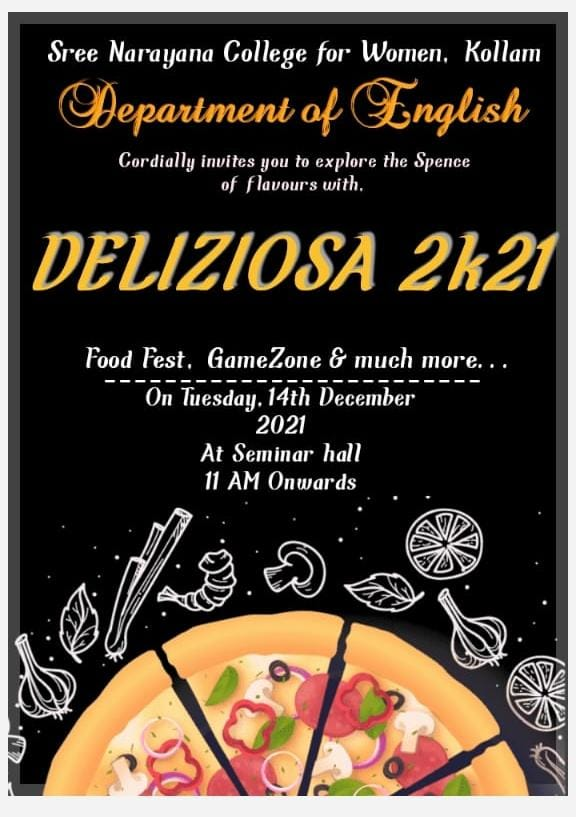 Sree Narayana College for Women, Kollam
Department of English
Cordially invites you to explore the Spence
of flavours with.
DELIZIOSA 2k21
Food Fest, GameZone & much more...
On Tuesday, 14th December
2021
At Seminar hall
11 AM Onwards